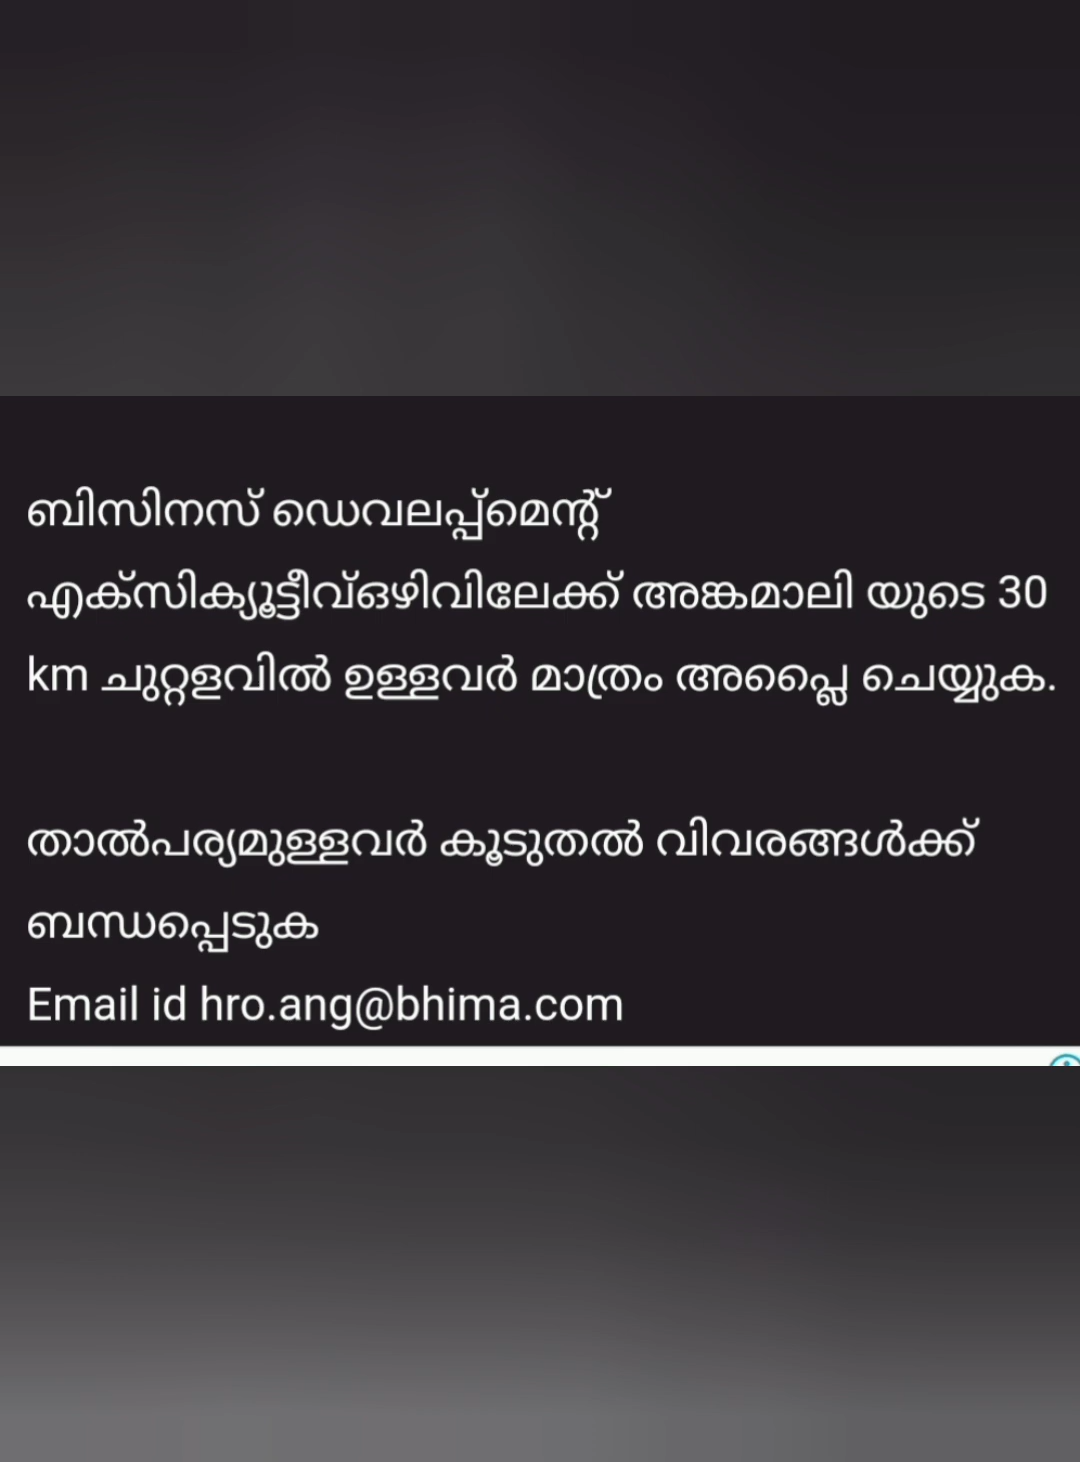 ബിസിനസ് ഡെവലപ്പ്മെന്റ്
എക്സിക്യൂട്ടീവ്ഒഴിവിലേക്ക് അങ്കമാലി യുടെ 30
km ചുറ്റളവിൽ ഉള്ളവർ മാത്രം അപ്ലൈ ചെയ്യുക.
താൽപര്യമുള്ളവർ കൂടുതൽ വിവരങ്ങൾക്ക്
ബന്ധപ്പെടുക
Email id hro.ang@bhima.com